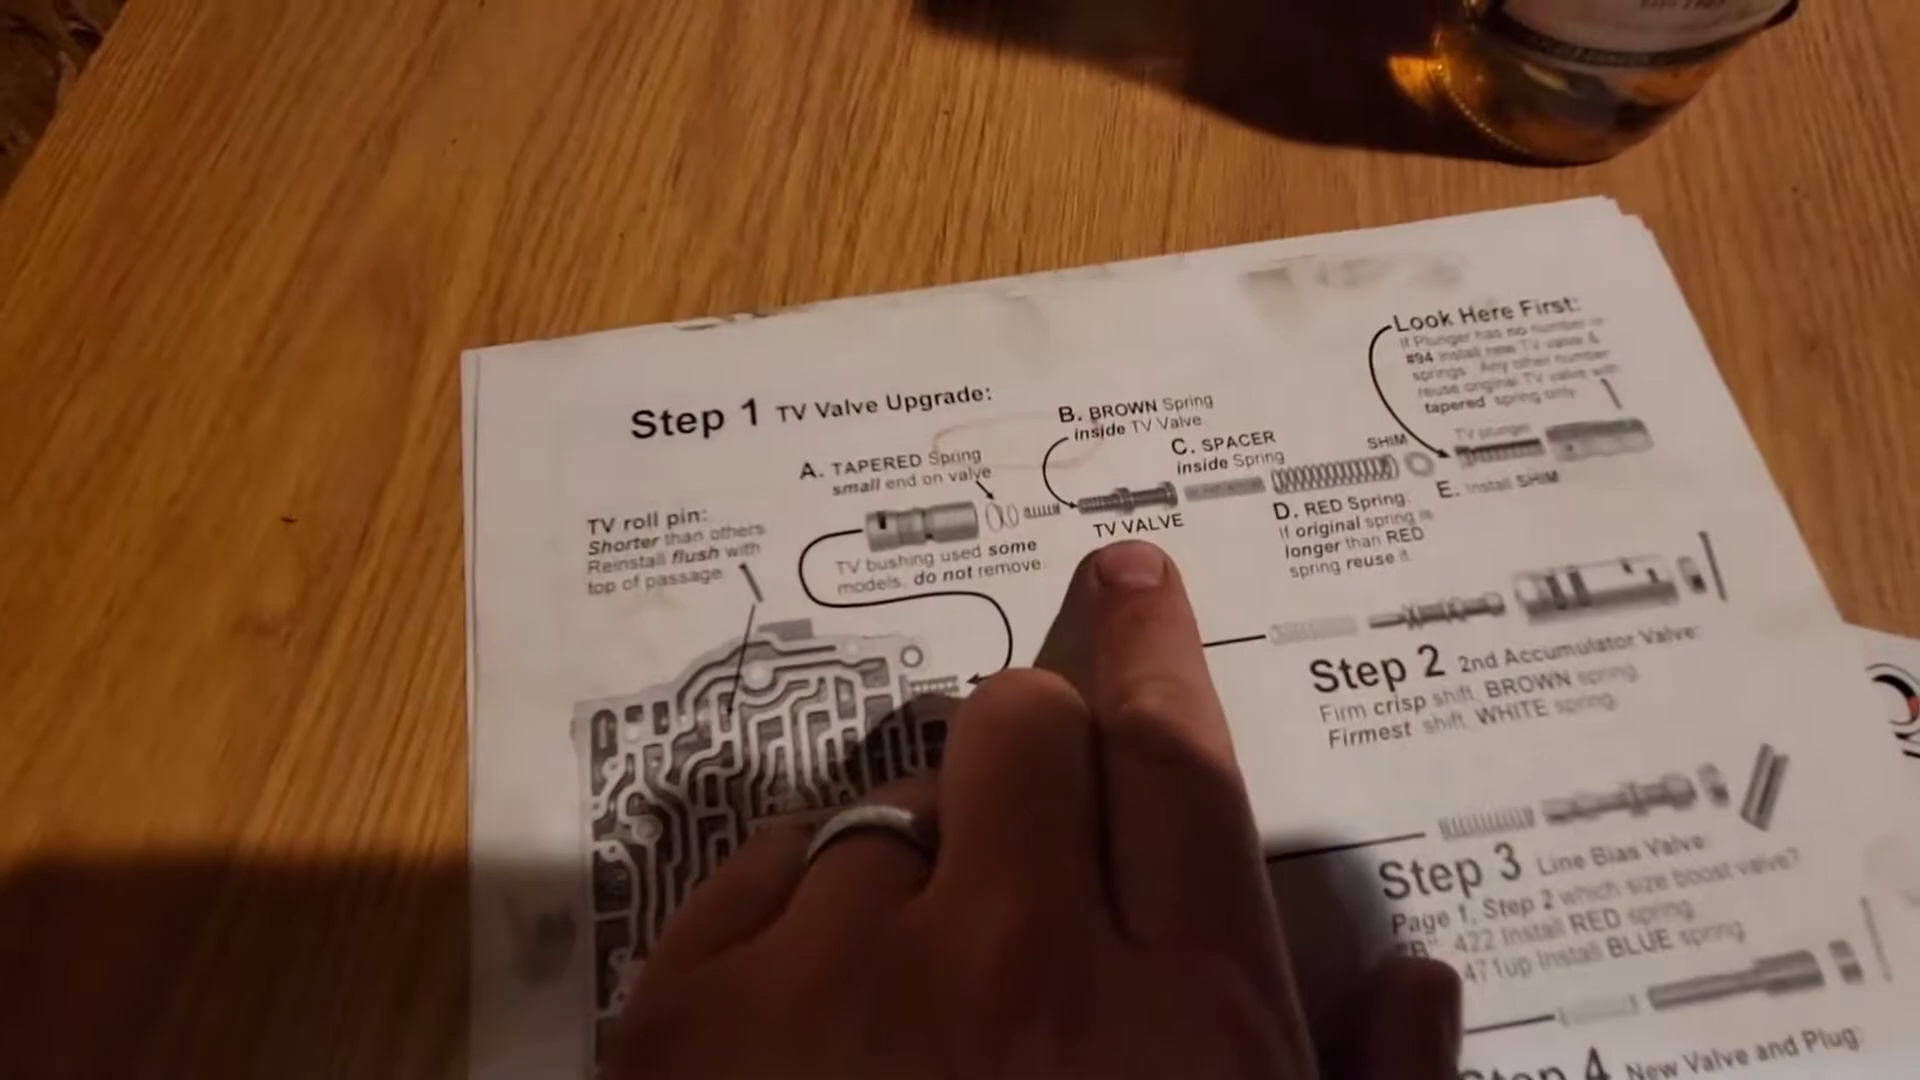 Step 1 TV Valve Upgrade:
Look Here First:
If Plunger has no number or
#94 install new TV valve &
springs. Any other number
reuse original TV valve with
tapered spring only.
A. TAPERED Spring
small end on valve
B. BROWN Spring
inside TV Valve
C. SPACER
inside Spring
SHIM
TV plunger
E. Install SHIM
TV VALVE
D. RED Spring.
If original spring is
longer than RED
spring reuse it.
TV roll pin:
Shorter than others
Reinstall flush with
top of passage
TV bushing used some
models, do not remove.
Step 2 2nd Accumulator Valve:
Firm crisp shift, BROWN spring.
Firmest shift, WHITE spring.
Step 3 Line Bias Valve:
Page 1, Step 2 which size boost valve?
422 Install RED spring
471up Install BLUE spring
Step 4 New Valve and Plug: